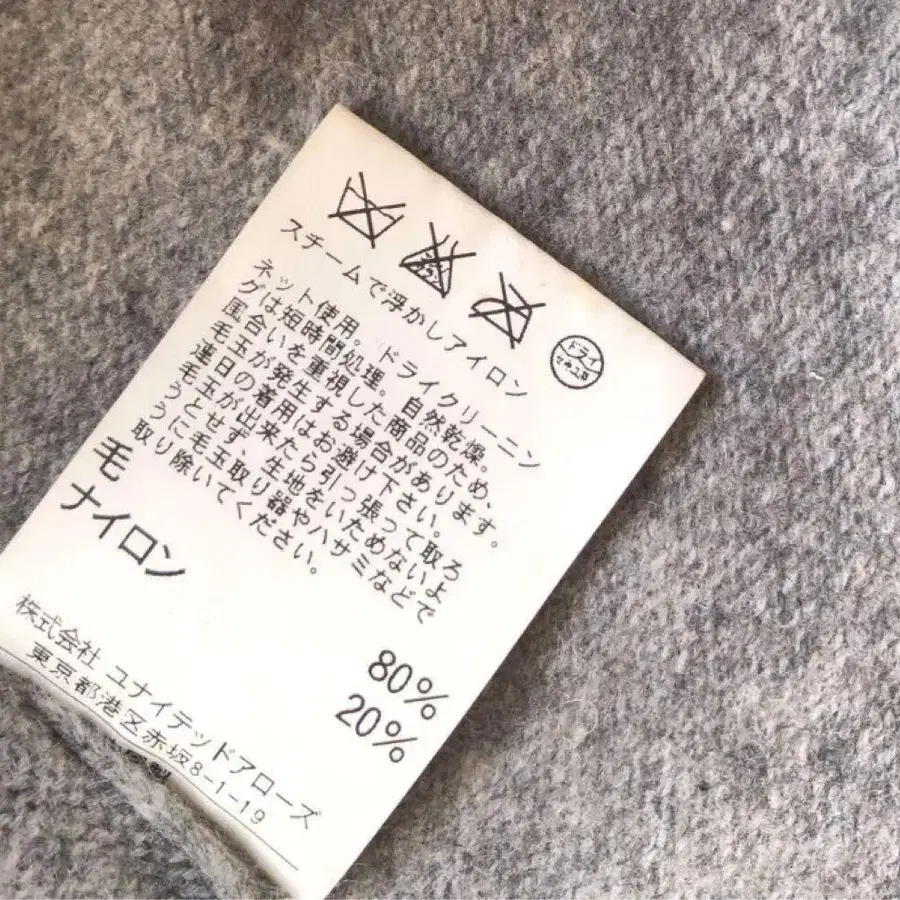 ドライ
セキユ系
スチームで浮かしアイロン
ネット使用。ドライクリーニン
グは短時間処理。自然乾燥。
風合いを重視した商品のため、
毛玉が発生する場合があります。
連日の着用はお避け下さい。
毛玉が出来たら引っ張って取ろ
うとせず、生地をいためないよ
うに毛玉取り器やハサミなどで
取り除いてください。
毛 80%
ナイロン 20%
株式会社 ユナイテッドアローズ
東京都港区赤坂8-1-19
製